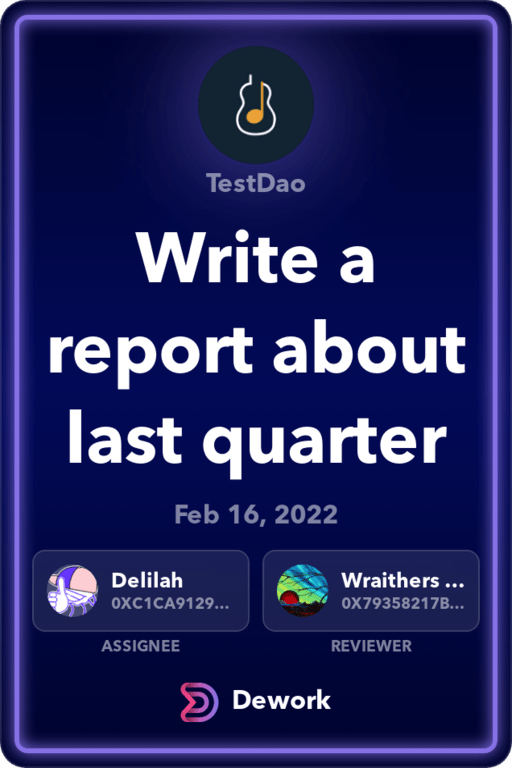 TestDao
Write a
report about
last quarter
Feb 16, 2022
Delilah
0XC1CA9129...
ASSIGNEE
Wraithers ...
0X79358217B...
REVIEWER
Dework